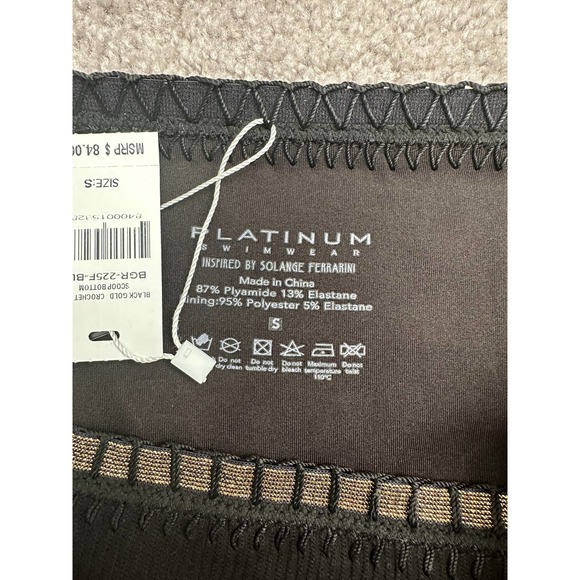 PLATINUM
SWIMWEAR
INSPIRED BY SOLANGE FERRARINI
Made in China
87% Plyamide 13% Elastane
ining:95% Polyester 5% Elastane
S
Do not dry clean
Do not tumble dry
Do not bleach
Maximum temperature 110°C
Do not twist
MSRP $ 84.00
SIZE:S
BGR-225F-BL
BLACK GOLD CROCHET
SCOOP BOTTOM